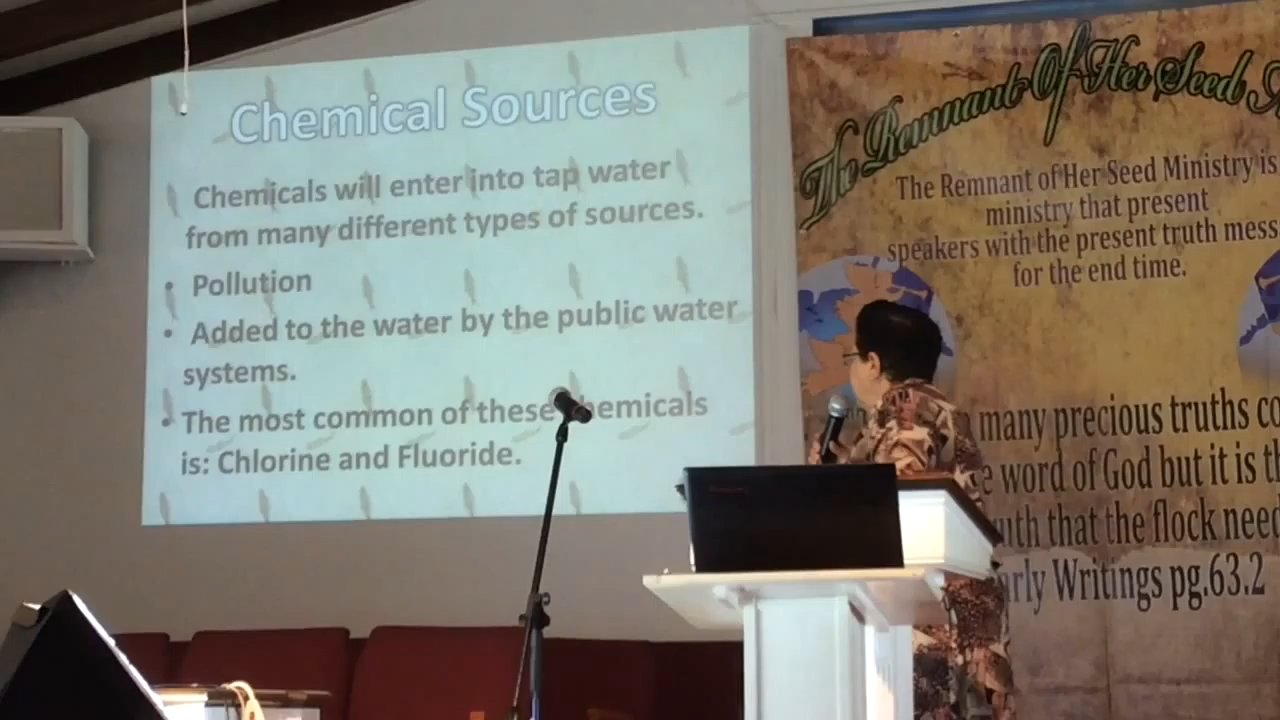 Chemical Sources
Chemicals will enter into tap water
from many different types of sources.
• Pollution
• Added to the water by the public water
systems.
• The most common of these hemicals
is: Chlorine and Fluoride.
The Remnant Of Her Seed
The Remnant of Her Seed Ministry is
ministry that present
speakers with the present truth mess
for the end time.
many precious truths co
e word of God but it is th
uth that the flock need
arly Writings pg.63.2